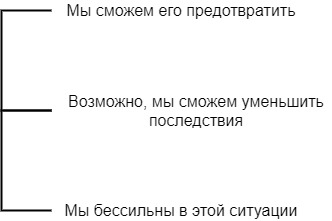 Мы сможем его предотвратить
Возможно, мы сможем уменьшить
последствия
Мы бессильны в этой ситуации